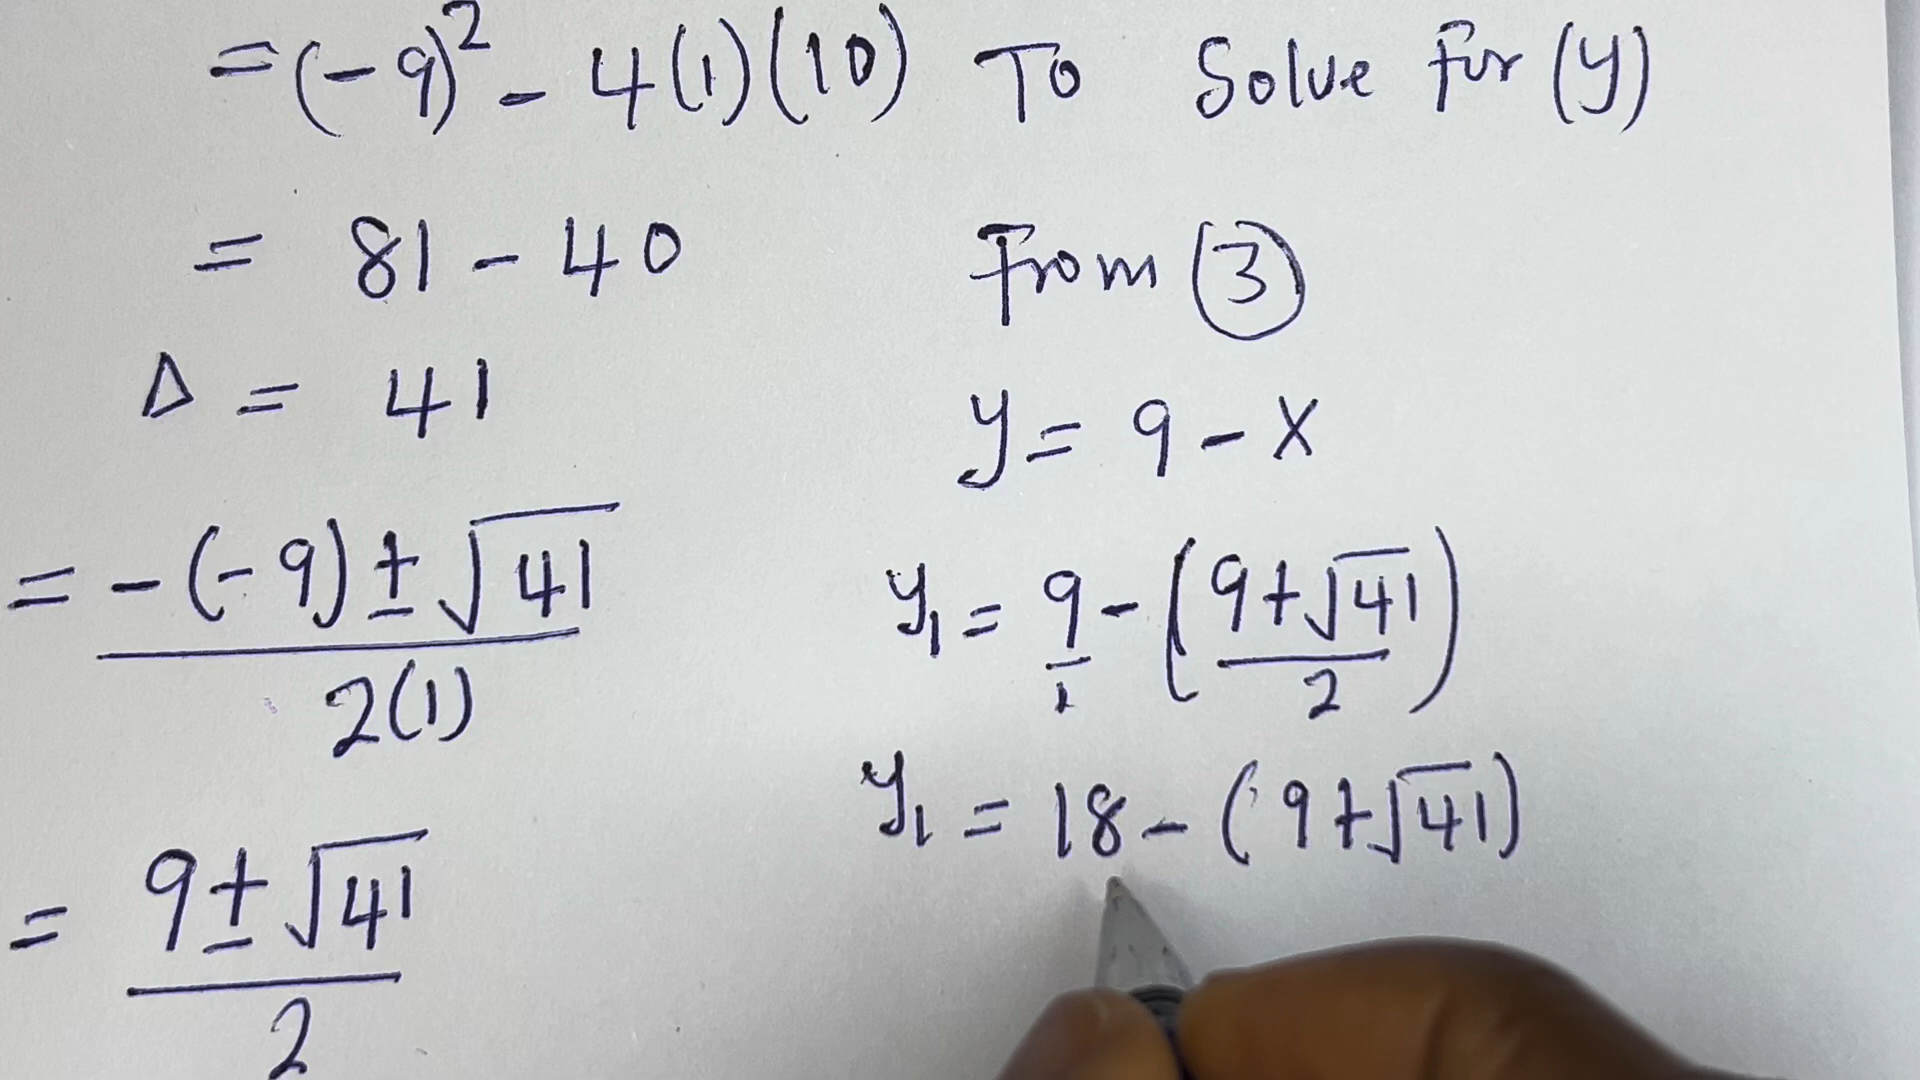 = (-9)² - 4(1)(10)
= 81 - 40
Δ = 41
= -(-9) ± √41
2(1)
= 9 ± √41
2
To Solve For (y)
From ③
y = 9 - x
y₁ = 9/1 - (9+√41/2)
y₁ = 18 - (9+√41)